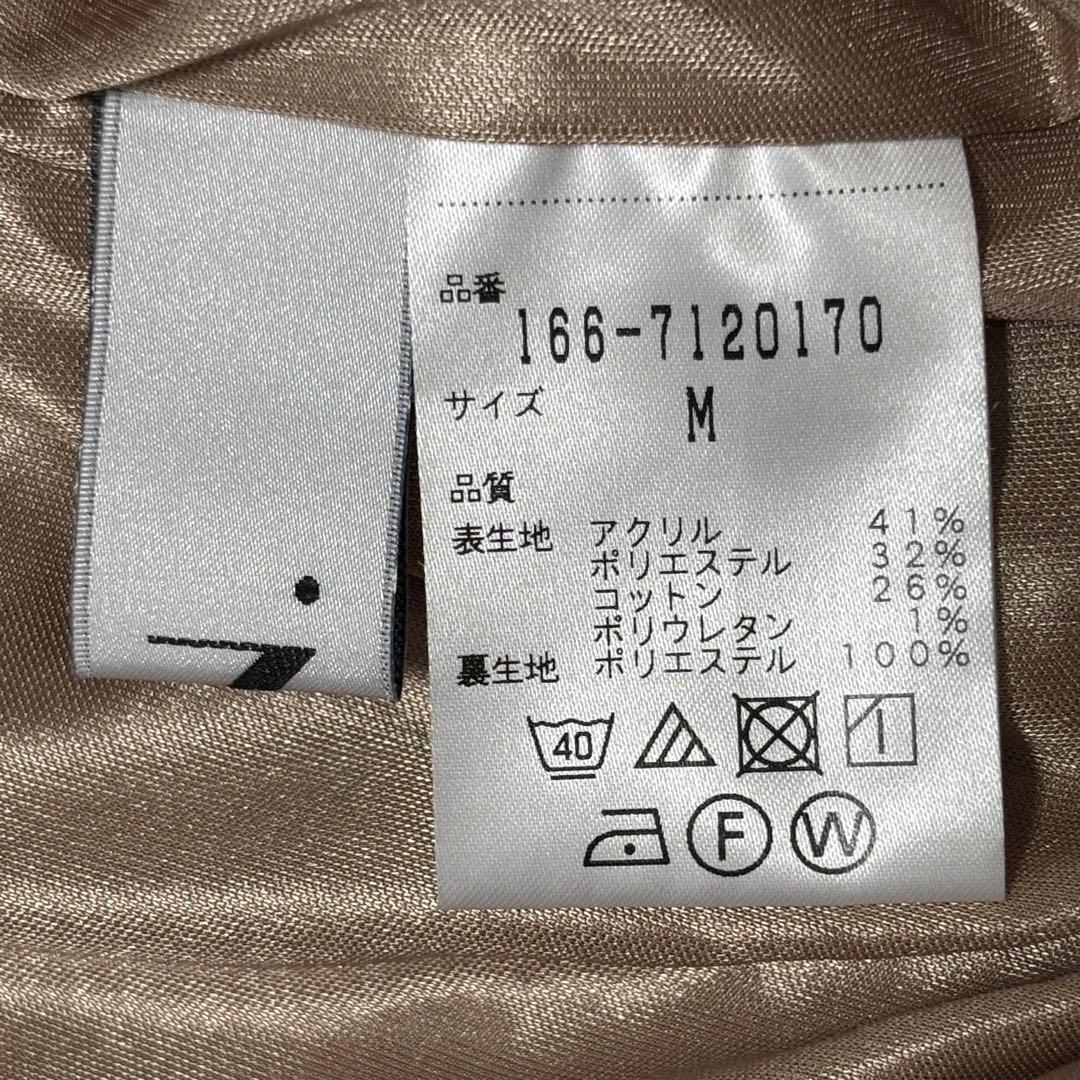 品番
166-7120170
サイズ M
品質
表生地 アクリル 41%
ポリエステル 32%
コットン 26%
ポリウレタン 1%
裏生地 ポリエステル 100%
40
F W